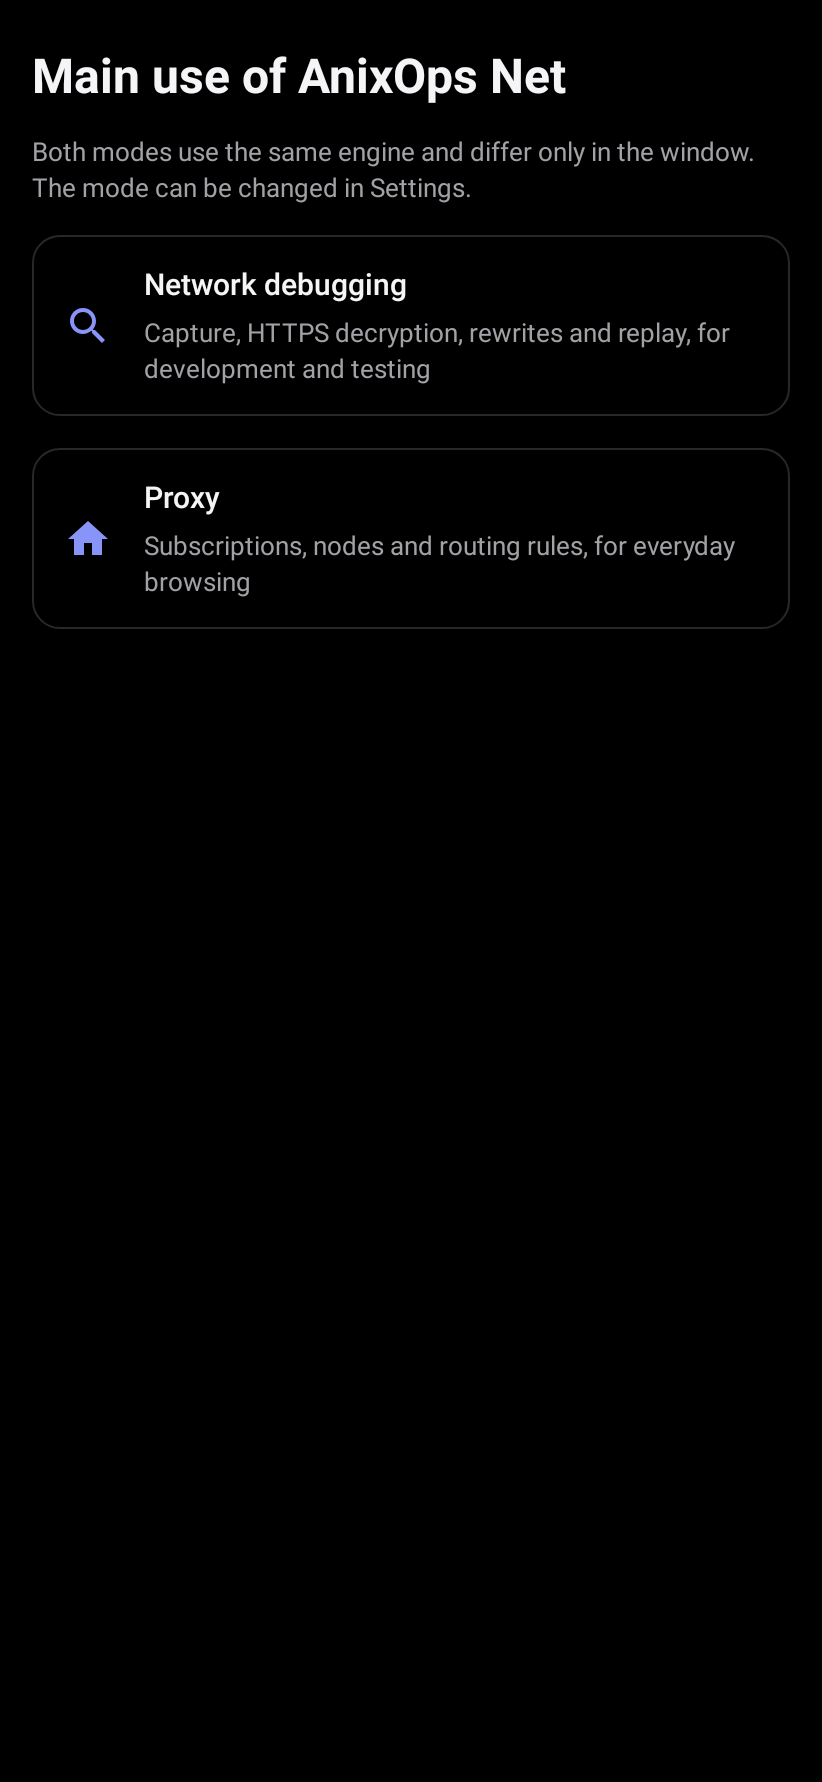 Main use of AnixOps Net
Both modes use the same engine and differ only in the window.
The mode can be changed in Settings.
Network debugging
Capture, HTTPS decryption, rewrites and replay, for
development and testing
Proxy
Subscriptions, nodes and routing rules, for everyday
browsing